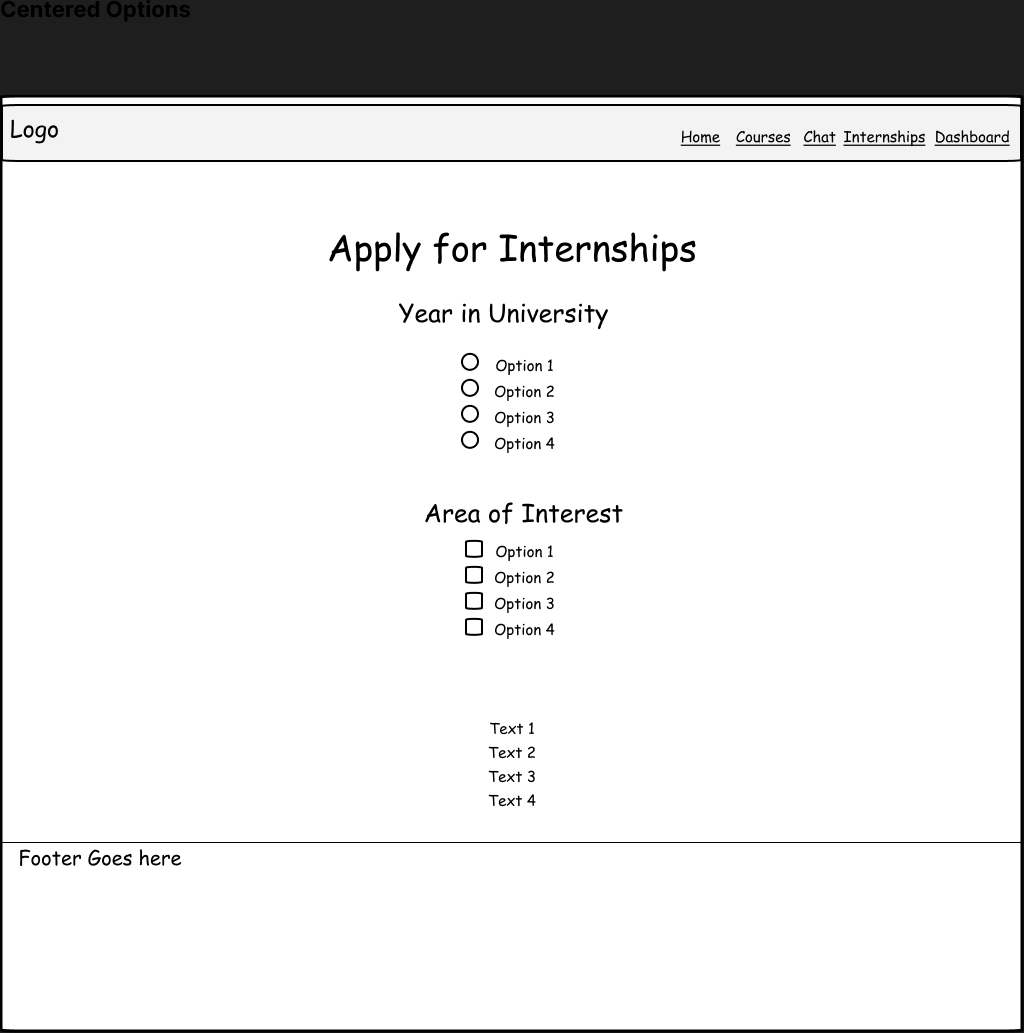 Centered Options
Logo
Home Courses Chat Internships Dashboard
Apply for Internships
Year in University
Option 1
Option 2
Option 3
Option 4
Area of Interest
Option 1
Option 2
Option 3
Option 4
Text 1
Text 2
Text 3
Text 4
Footer Goes here